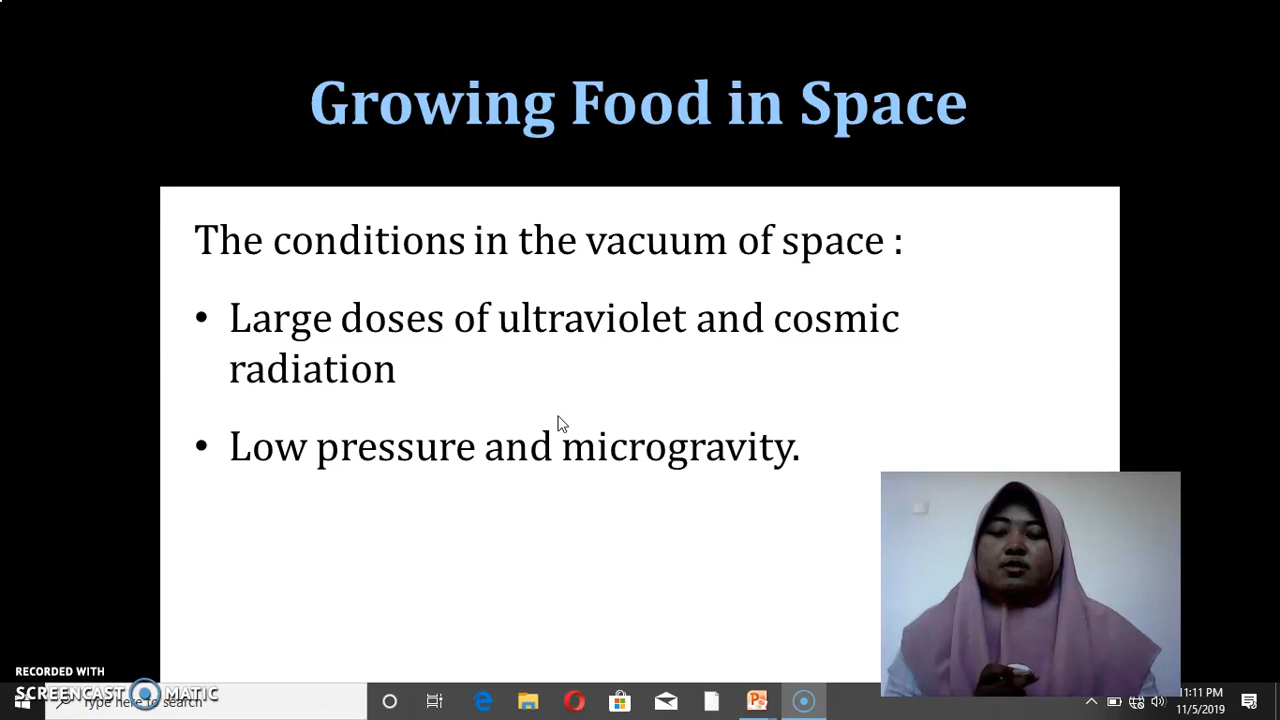 Growing Food in Space
The conditions in the vacuum of space :
• Large doses of ultraviolet and cosmic
radiation
• Low pressure and microgravity.
RECORDED WITH
SCREENCAST MATIC
Type here to search
11:11 PM
11/5/2019